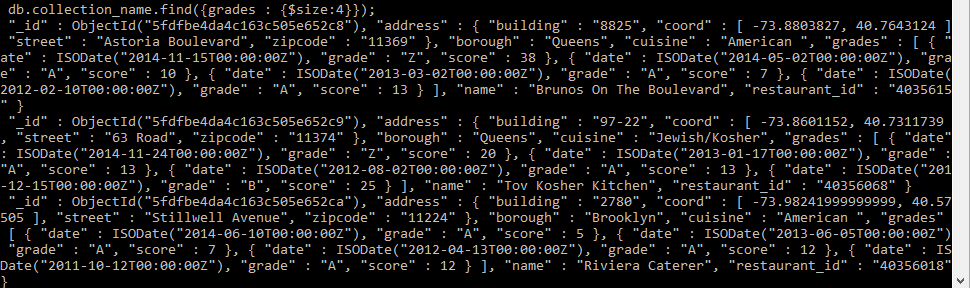 db.collection_name.find({grades : {$size:4}});
"_id : ObjectId("5fdfbe4da4c163c505e652c8"), "address" : { "building" : "8825", "coord" : [ -73.8803827, 40.7643124 ]
"street" : "Astoria Boulevard", "zipcode" : "11369" }, "borough" : "Queens", "cuisine" : "American ", "grades" : [ { "
ate" : ISODate("2014-11-15T00:00:00Z"), "grade" : "Z", "score" : 38 }, { "date" : ISODate("2014-05-02T00:00:00Z"), "gra
e" : "A", "score" : 10 }, { "date" : ISODate("2013-03-02T00:00:00Z"), "grade" : "A", "score" : 7 }, { "date" : ISODate(
2012-02-10T00:00:00Z"), "grade" : "A", "score" : 13 } ], "name" : "Brunos On The Boulevard", "restaurant_id" : "4035615
" }
"_id : ObjectId("5fdfbe4da4c163c505e652c9"), "address" : { "building" : "97-22", "coord" : [ -73.8601152, 40.7311739
, "street" : "63 Road", "zipcode" : "11374" }, "borough" : "Queens", "cuisine" : "Jewish/Kosher", "grades" : [ { "date"
: ISODate("2014-11-24T00:00:00Z"), "grade" : "Z", "score" : 20 }, { "date" : ISODate("2013-01-17T00:00:00Z"), "grade" :
"A", "score" : 13 }, { "date" : ISODate("2012-08-02T00:00:00Z"), "grade" : "A", "score" : 13 }, { "date" : ISODate("201
-12-15T00:00:00Z"), "grade" : "B", "score" : 25 } ], "name" : "Tov Kosher Kitchen", "restaurant_id" : "40356068" }
"_id : ObjectId("5fdfbe4da4c163c505e652ca"), "address" : { "building" : "2780", "coord" : [ -73.98241999999999, 40.57
505 ], "street" : "Stillwell Avenue", "zipcode" : "11224" }, "borough" : "Brooklyn", "cuisine" : "American ", "grades"
[ { "date" : ISODate("2014-06-10T00:00:00Z"), "grade" : "A", "score" : 5 }, { "date" : ISODate("2013-06-05T00:00:00Z")
"grade" : "A", "score" : 7 }, { "date" : ISODate("2012-04-13T00:00:00Z"), "grade" : "A", "score" : 12 }, { "date" : IS
Date("2011-10-12T00:00:00Z"), "grade" : "A", "score" : 12 } ], "name" : "Riviera Caterer", "restaurant_id" : "40356018"
}